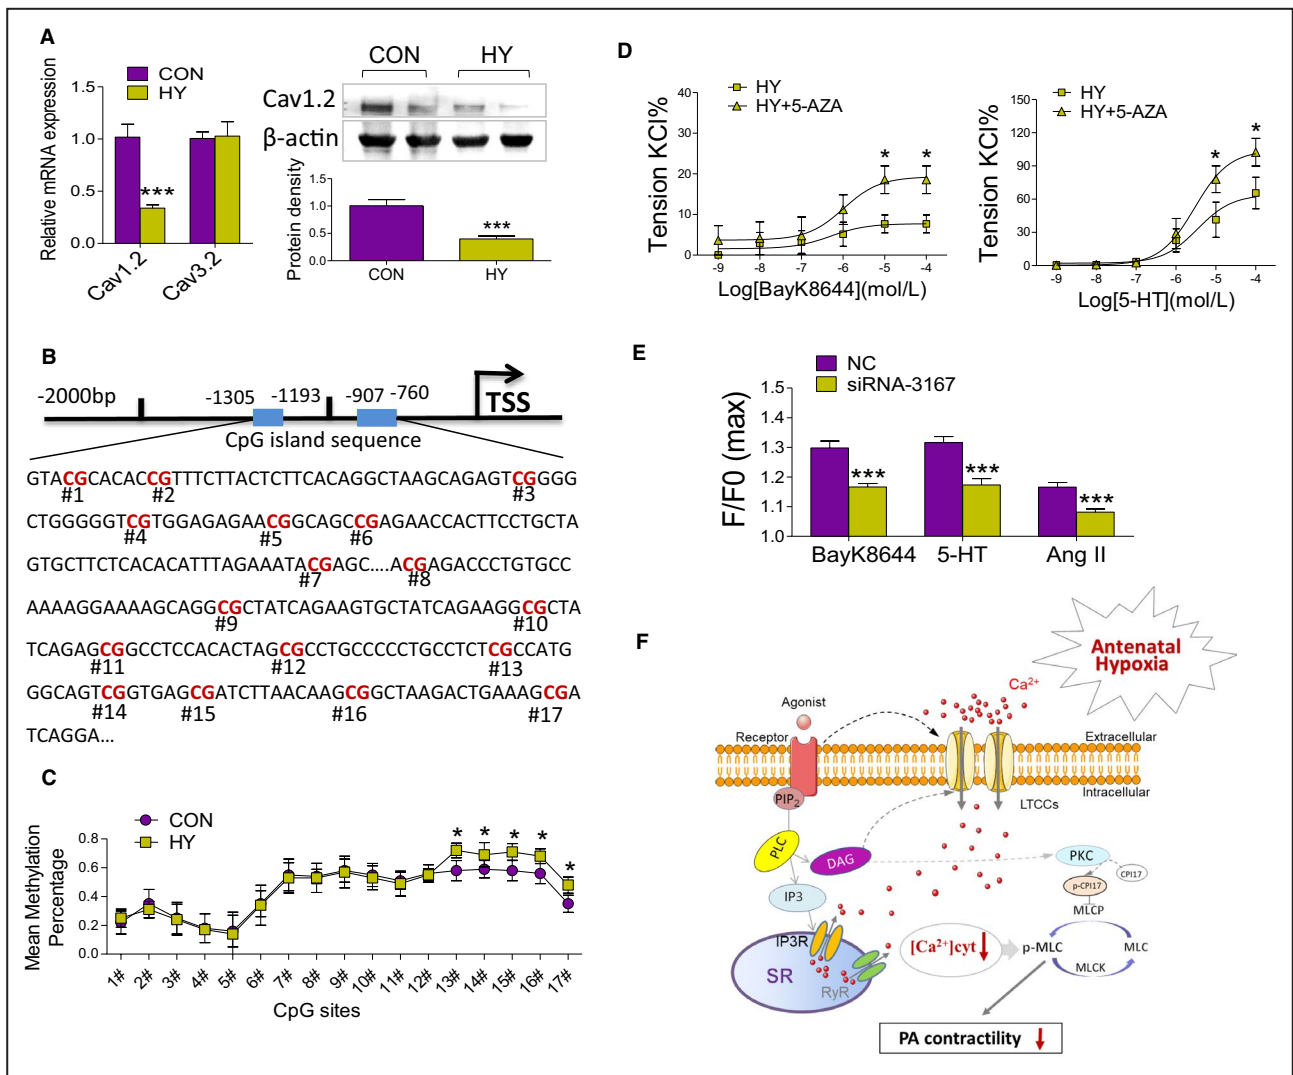 A
Relative mRNA expression
CON
HY
1.5
1.0
0.5
0.0
***
Cav1.2
Cav3.2
CON
HY
Cav1.2
β-actin
Protein density
1.5
1.0
0.5
0.0
***
CON
HY
B
-2000bp
-1305
-1193
-907
-760
TSS
CpG island sequence
GTACGCACACCGTTTCTTACTCTTCACAGGCTAAGCAGAGTCGGGG
#1 #2 #3
CTGGGGGTCGTGGAGAGAACGGCAGCCGAGAACCACTTCCTGCTA
#4 #5 #6
GTGCTTCTCACACATTTAGAAATACGAGC....ACGAGACCCTGTGCC
#7 #8
AAAAGGAAAAGCAGGCGCTATCAGAAGTGCTATCAGAAGGCGCTA
#9 #10
TCAGAGCGGCCTCCACACTAGCGCCTGCCCCCTGCCTCTCGCCATG
#11 #12 #13
GGCAGTCGGTGAGCGATCTTAACAAGCGGCTAAGACTGAAAGCGA
#14 #15 #16 #17
TCAGGA...
C
CON
HY
Mean Methylation
Percentage
0.8
0.6
0.4
0.2
0.0
* * * * *
1# 2# 3# 4# 5# 6# 7# 8# 9# 10# 11# 12# 13# 14# 15# 16# 17#
CpG sites
D
HY
HY+5-AZA
Tension KCl%
40
30
20
10
0
* *
-9 -8 -7 -6 -5 -4
Log[BayK8644](mol/L)
HY
HY+5-AZA
Tension KCl%
150
120
90
60
30
0
* *
-9 -8 -7 -6 -5 -4
Log[5-HT](mol/L)
E
NC
siRNA-3167
F/F0 (max)
1.5
1.4
1.3
1.2
1.1
1.0
*** *** ***
BayK8644 5-HT Ang II
F
Antenatal
Hypoxia
Ca2+
Agonist
Receptor
Extracellular
Intracellular
LTCCs
PIP2
PLC
DAG
IP3
IP3R
SR
RyR
PKC
CPI17
p-CPI17
MLCP
[Ca2+]cyt
p-MLC
MLC
MLCK
PA contractility